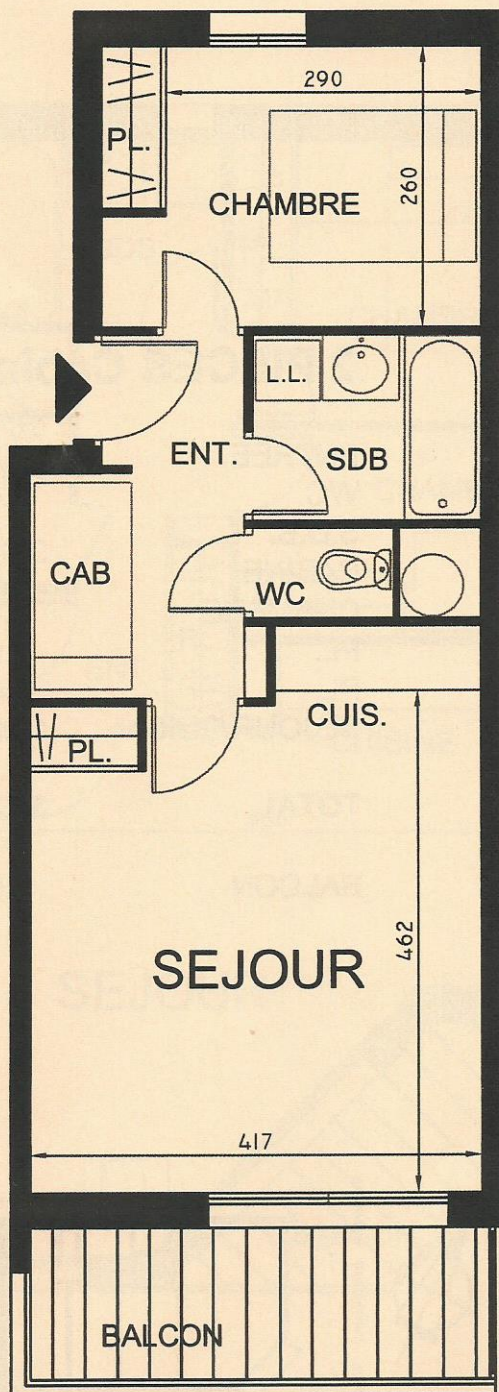 290
PL.
260
CHAMBRE
L.L.
ENT.
SDB
CAB
WC
CUIS.
PL.
462
SEJOUR
417
BALCON